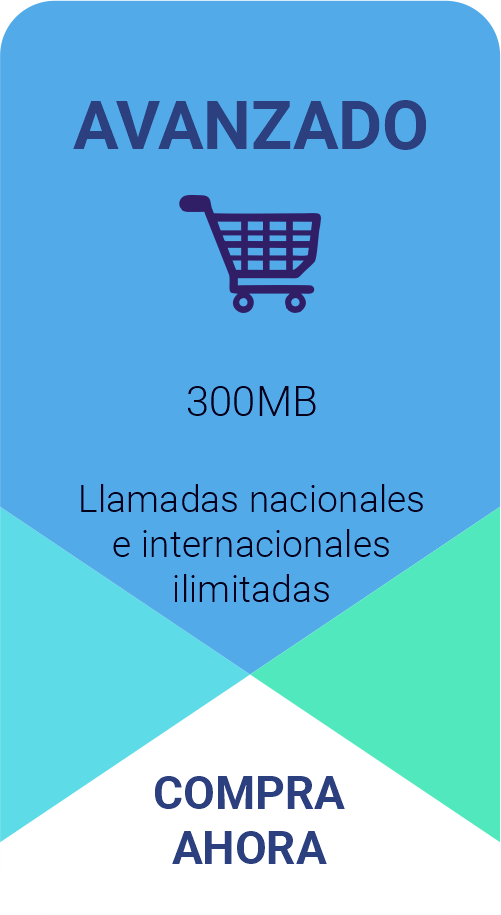 AVANZADO
300MB
Llamadas nacionales
e internacionales
ilimitadas
COMPRA
AHORA